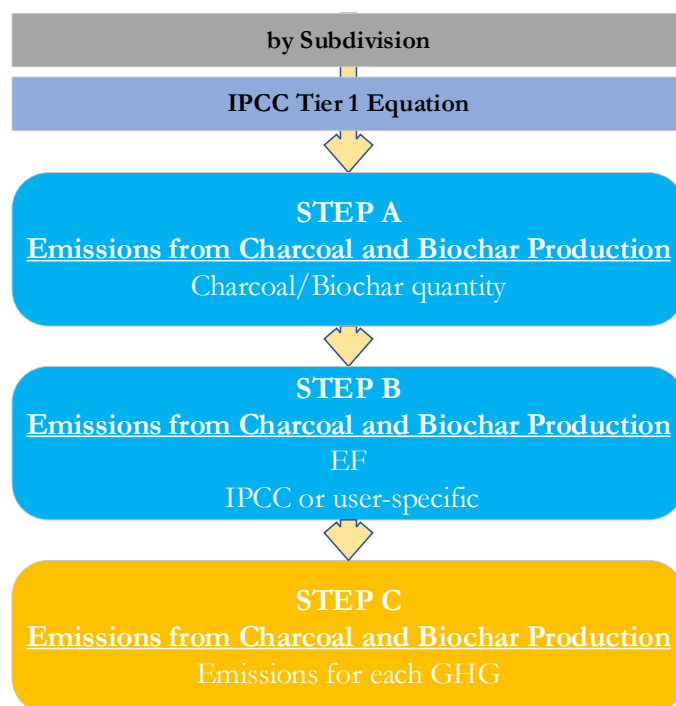 by Subdivision
IPCC Tier 1 Equation
STEP A
Emissions from Charcoal and Biochar Production
Charcoal/Biochar quantity
STEP B
Emissions from Charcoal and Biochar Production
EF
IPCC or user-specific
STEP C
Emissions from Charcoal and Biochar Production
Emissions for each GHG